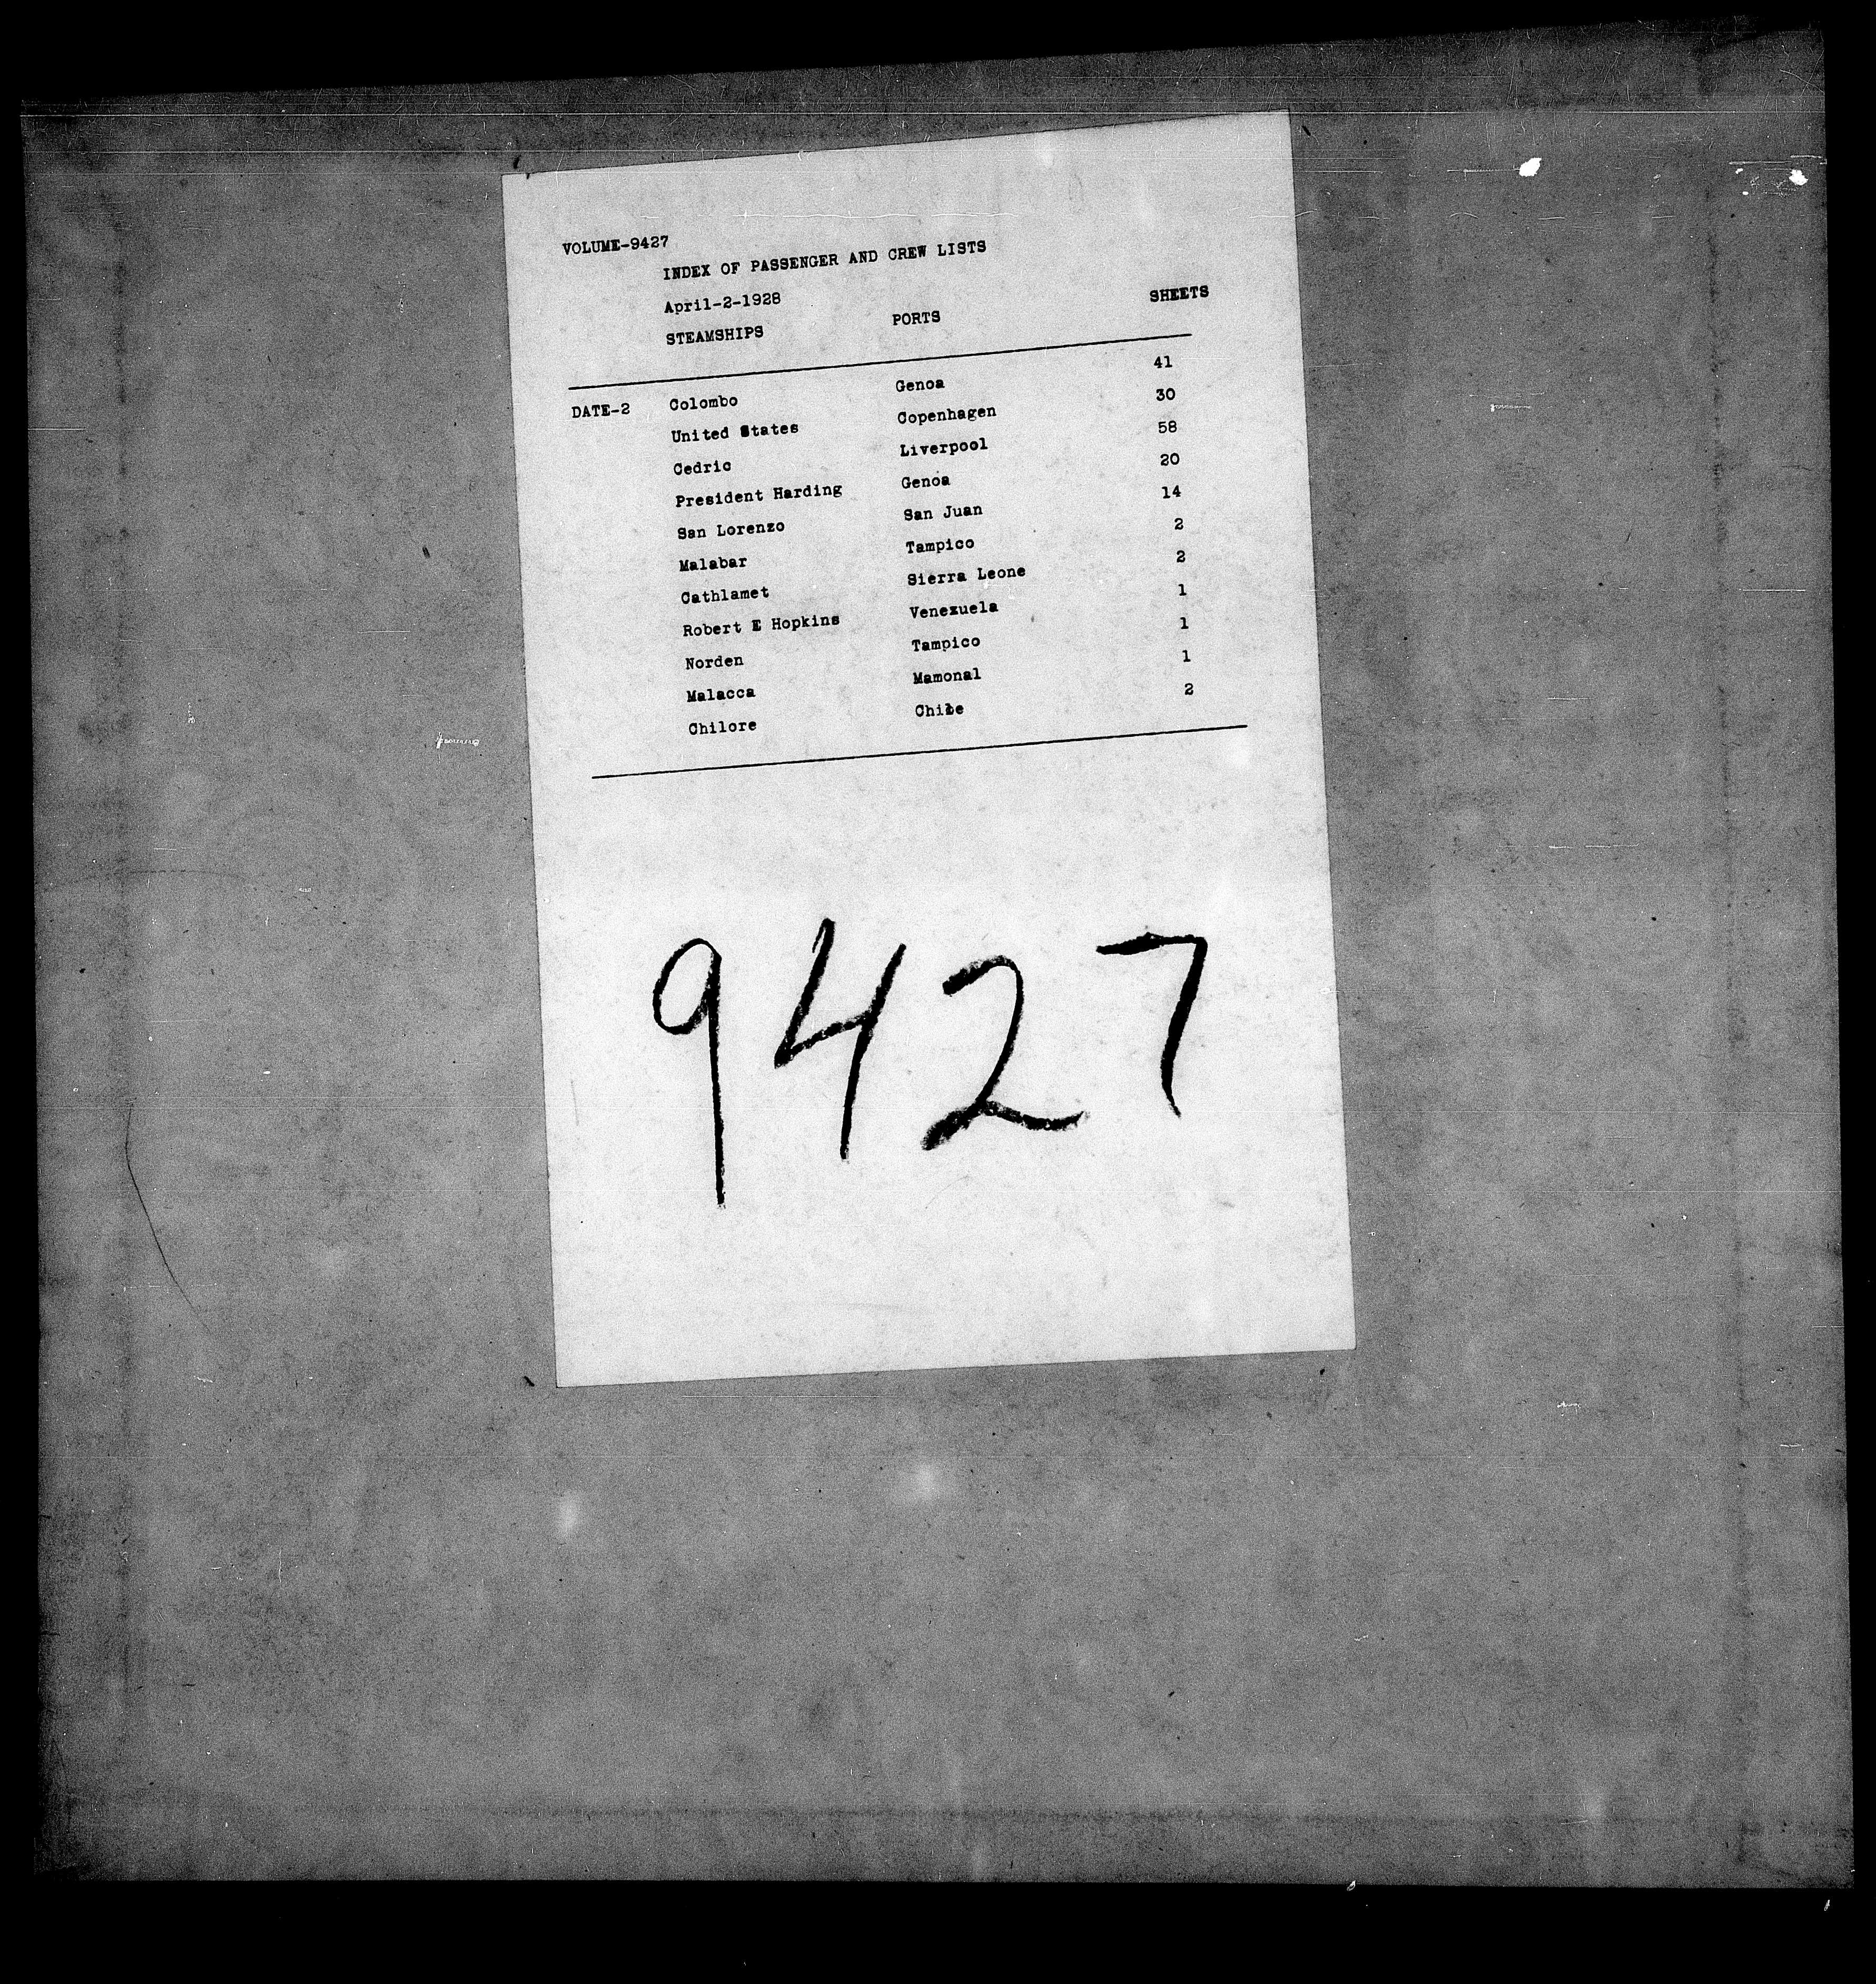 VOLUME-9427
INDEX OF PASSENGER AND CREW LISTS
April-2-1928
STEAMSHIPS PORTS SHEETS
DATE-2 Colombo Genoa 41
United States Copenhagen 30
Cedric Liverpool 58
President Harding Genoa 20
San Lorenzo San Juan 14
Malabar Tampico 2
Cathlamet Sierra Leone 2
Robert E Hopkins Venezuela 1
Norden Tampico 1
Malacca Mamonal 1
Chilore Chile 2
9427